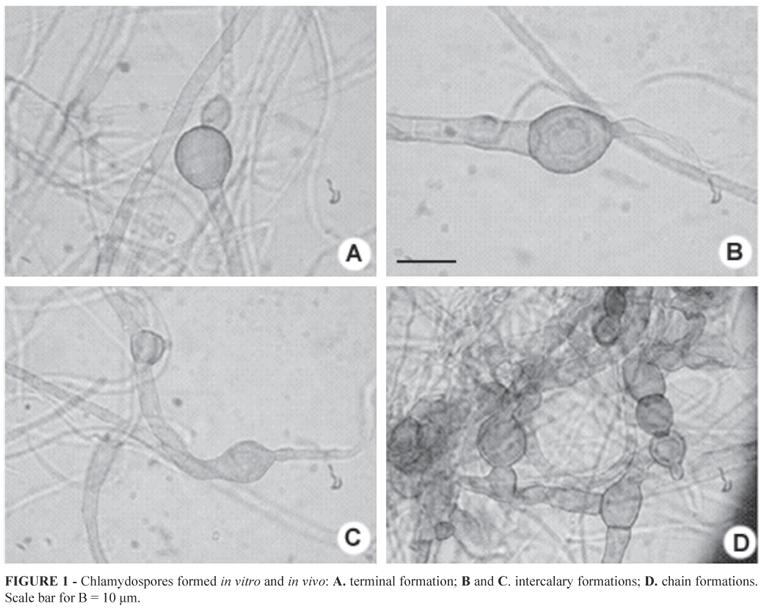 A
B
C
D
FIGURE 1 - Chlamydospores formed in vitro and in vivo: A. terminal formation; B and C. intercalary formations; D. chain formations.
Scale bar for B = 10 μm.